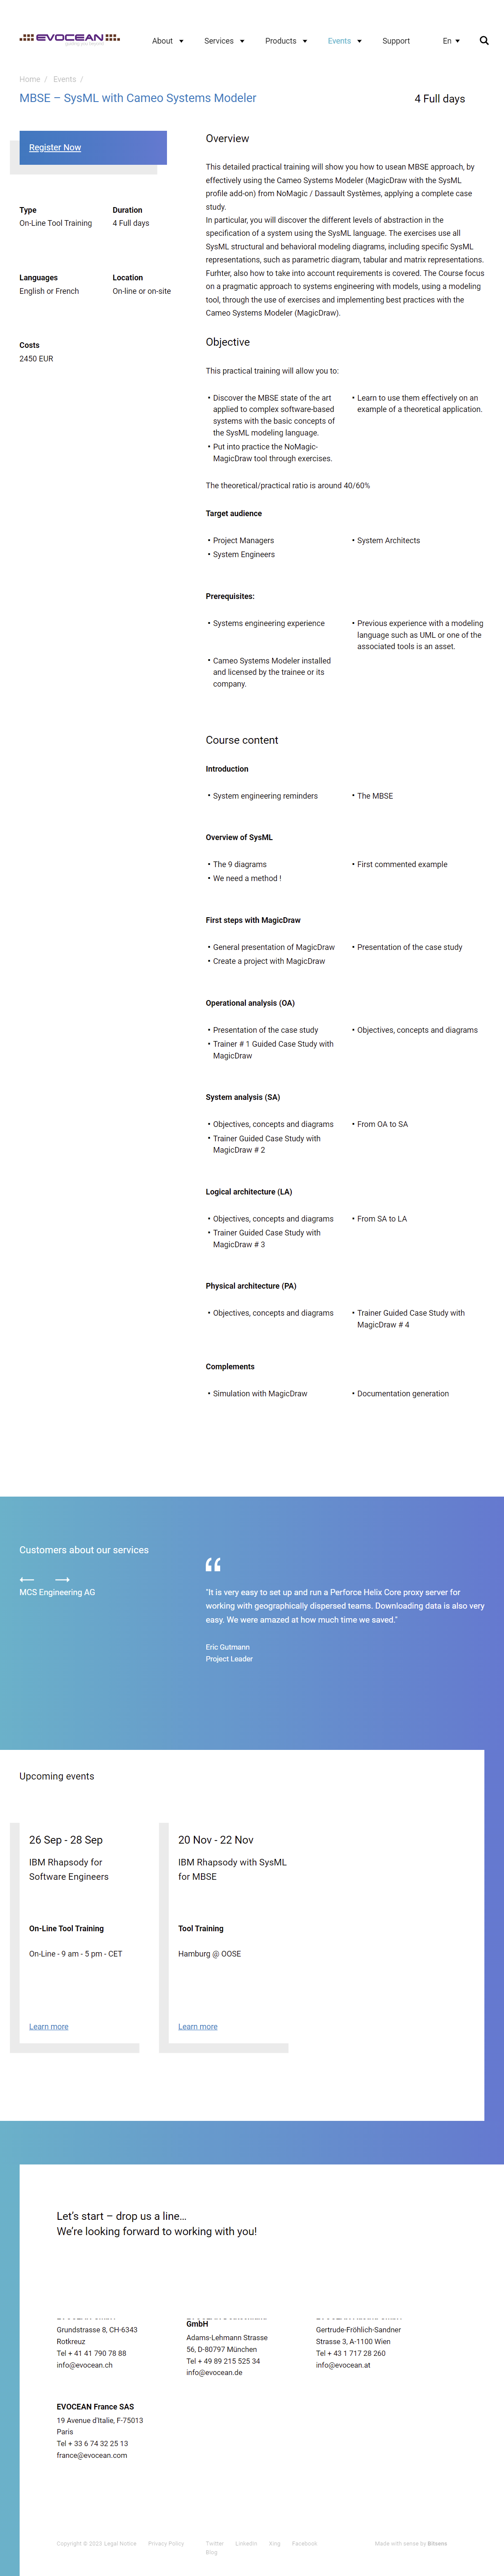 EVOCEAN
About
Services
Products
Events
Support
En
Home / Events /
MBSE – SysML with Cameo Systems Modeler
4 Full days
Register Now
Type
On-Line Tool Training
Duration
4 Full days
Languages
English or French
Location
On-line or on-site
Costs
2450 EUR
Overview
This detailed practical training will show you how to usean MBSE approach, by
effectively using the Cameo Systems Modeler (MagicDraw with the SysML
profile add-on) from NoMagic / Dassault Systèmes, applying a complete case
study.
In particular, you will discover the different levels of abstraction in the
specification of a system using the SysML language. The exercises use all
SysML structural and behavioral modeling diagrams, including specific SysML
representations, such as parametric diagram, tabular and matrix representations.
Furhter, also how to take into account requirements is covered. The Course focus
on a pragmatic approach to systems engineering with models, using a modeling
tool, through the use of exercises and implementing best practices with the
Cameo Systems Modeler (MagicDraw).
Objective
This practical training will allow you to:
• Discover the MBSE state of the art
applied to complex software-based
systems with the basic concepts of
the SysML modeling language.
• Learn to use them effectively on an
example of a theoretical application.
• Put into practice the NoMagic-
MagicDraw tool through exercises.
The theoretical/practical ratio is around 40/60%
Target audience
• Project Managers
• System Architects
• System Engineers
Prerequisites:
• Systems engineering experience
• Previous experience with a modeling
language such as UML or one of the
associated tools is an asset.
• Cameo Systems Modeler installed
and licensed by the trainee or its
company.
Course content
Introduction
• System engineering reminders
• The MBSE
Overview of SysML
• The 9 diagrams
• First commented example
• We need a method !
First steps with MagicDraw
• General presentation of MagicDraw
• Presentation of the case study
• Create a project with MagicDraw
Operational analysis (OA)
• Presentation of the case study
• Objectives, concepts and diagrams
• Trainer # 1 Guided Case Study with
MagicDraw
System analysis (SA)
• Objectives, concepts and diagrams
• From OA to SA
• Trainer Guided Case Study with
MagicDraw # 2
Logical architecture (LA)
• Objectives, concepts and diagrams
• From SA to LA
• Trainer Guided Case Study with
MagicDraw # 3
Physical architecture (PA)
• Objectives, concepts and diagrams
• Trainer Guided Case Study with
MagicDraw # 4
Complements
• Simulation with MagicDraw
• Documentation generation
Customers about our services
MCS Engineering AG
“
"It is very easy to set up and run a Perforce Helix Core proxy server for
working with geographically dispersed teams. Downloading data is also very
easy. We were amazed at how much time we saved."
Eric Gutmann
Project Leader
Upcoming events
26 Sep - 28 Sep
IBM Rhapsody for
Software Engineers
On-Line Tool Training
On-Line - 9 am - 5 pm - CET
Learn more
20 Nov - 22 Nov
IBM Rhapsody with SysML
for MBSE
Tool Training
Hamburg @ OOSE
Learn more
Let's start – drop us a line…
We're looking forward to working with you!
Grundstrasse 8, CH-6343
Rotkreuz
Tel + 41 41 790 78 88
info@evocean.ch
GmbH
Adams-Lehmann Strasse
56, D-80797 München
Tel + 49 89 215 525 34
info@evocean.de
Gertrude-Fröhlich-Sandner
Strasse 3, A-1100 Wien
Tel + 43 1 717 28 260
info@evocean.at
EVOCEAN France SAS
19 Avenue d'Italie, F-75013
Paris
Tel + 33 6 74 32 25 13
france@evocean.com
Copyright © 2023 Legal Notice
Privacy Policy
Twitter
LinkedIn
Xing
Facebook
Blog
Made with sense by Bitsens